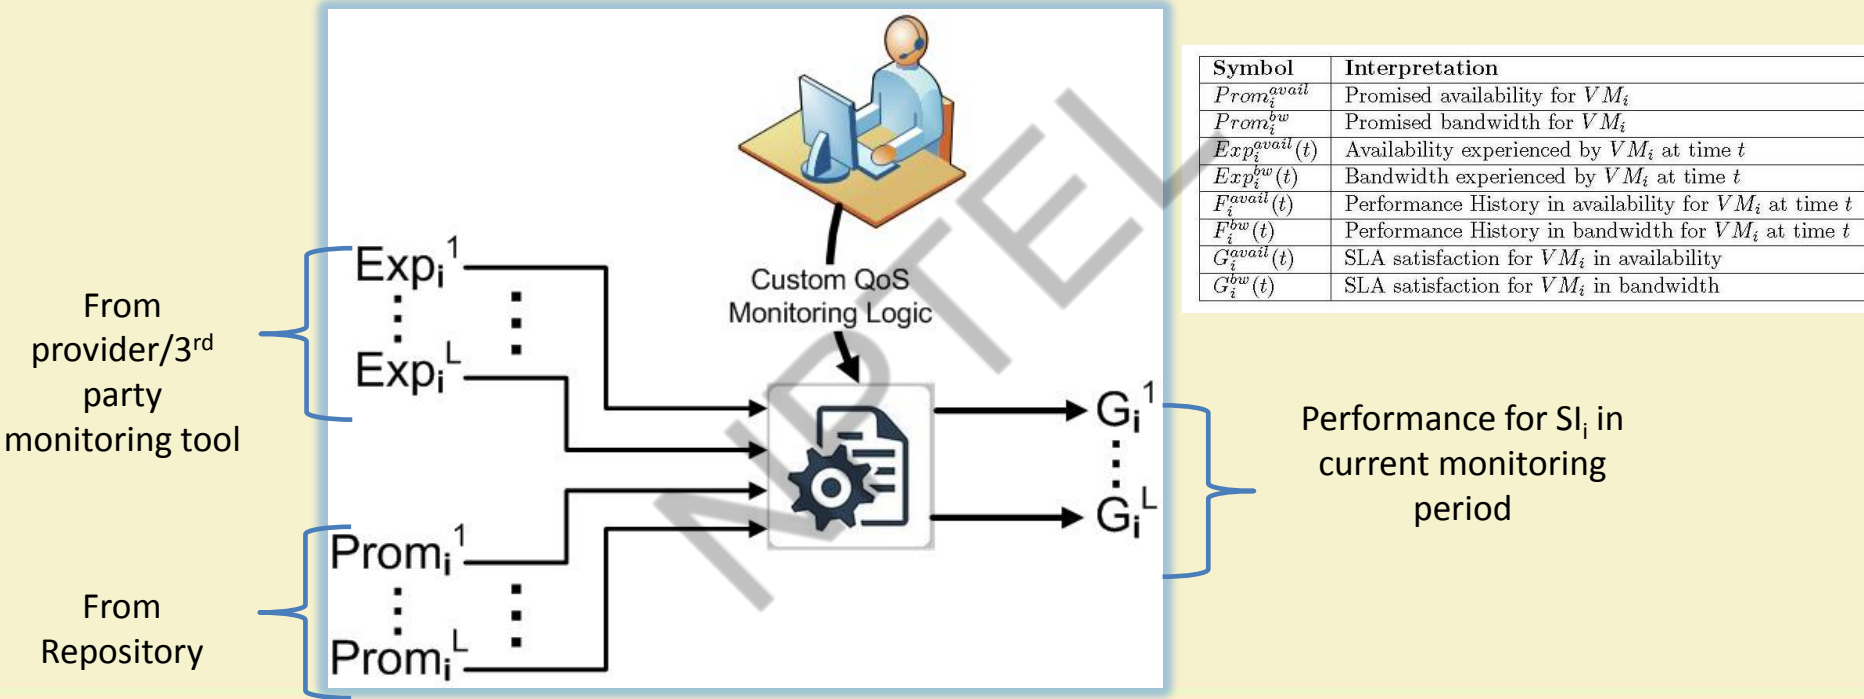 Symbol Interpretation
Prom_i^avail Promised availability for VM_i
Prom_i^bw Promised bandwidth for VM_i
Exp_i^avail(t) Availability experienced by VM_i at time t
Exp_i^bw(t) Bandwidth experienced by VM_i at time t
F_i^avail(t) Performance History in availability for VM_i at time t
F_i^bw(t) Performance History in bandwidth for VM_i at time t
G_i^avail(t) SLA satisfaction for VM_i in availability
G_i^bw(t) SLA satisfaction for VM_i in bandwidth
From
provider/3rd
party
monitoring tool
Exp_i^1
Exp_i^L
Custom QoS
Monitoring Logic
G_i^1
G_i^L
Performance for SI_i in
current monitoring
period
From
Repository
Prom_i^1
Prom_i^L
NPTEL